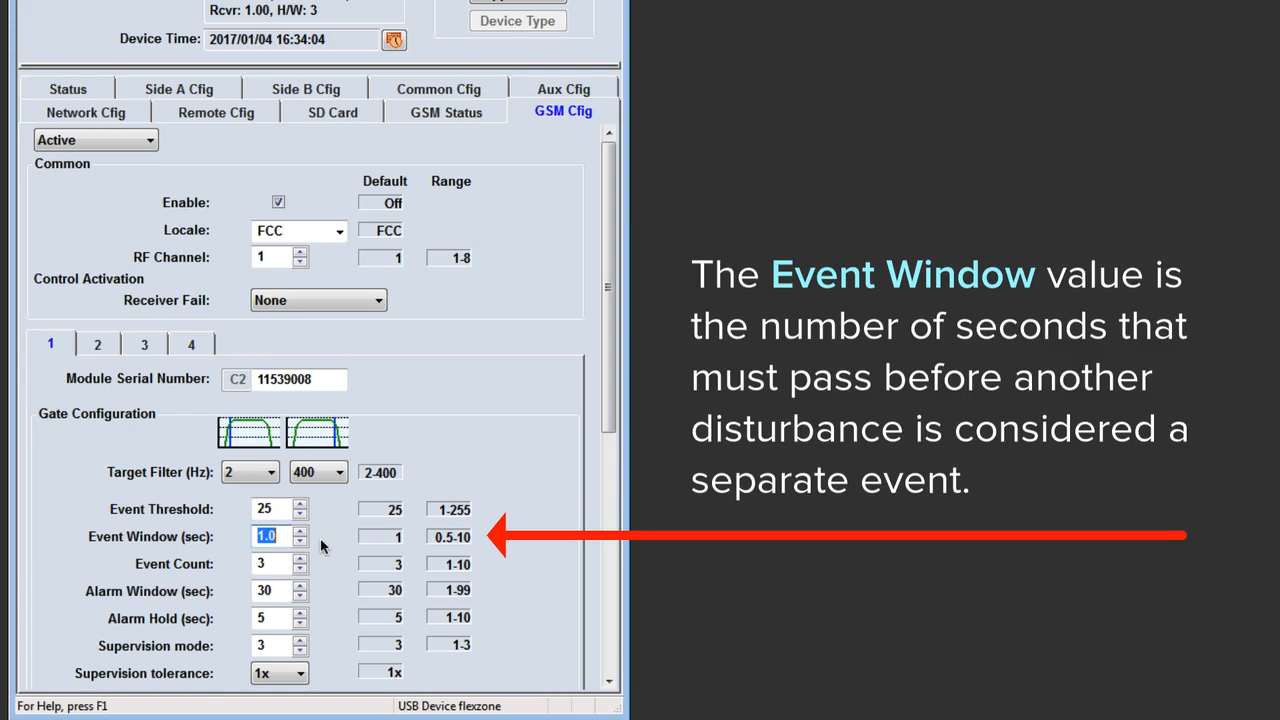 Rcvr: 1.00, H/W: 3
Device Type
Device Time: 2017/01/04 16:34:04
Status Side A Cfig Side B Cfig Common Cfig Aux Cfig
Network Cfig Remote Cfig SD Card GSM Status GSM Cfig
Active
Common
Default Range
Enable: Off
Locale: FCC FCC
RF Channel: 1 1 1-8
Control Activation
Receiver Fail: None
1 2 3 4
Module Serial Number: C2 11539008
Gate Configuration
Target Filter (Hz): 2 400 2-400
Event Threshold: 25 25 1-255
Event Window (sec): 1.0 1 0.5-10
Event Count: 3 3 1-10
Alarm Window (sec): 30 30 1-99
Alarm Hold (sec): 5 5 1-10
Supervision mode: 3 3 1-3
Supervision tolerance: 1x 1x
For Help, press F1 USB Device flexzone
The Event Window value is
the number of seconds that
must pass before another
disturbance is considered a
separate event.